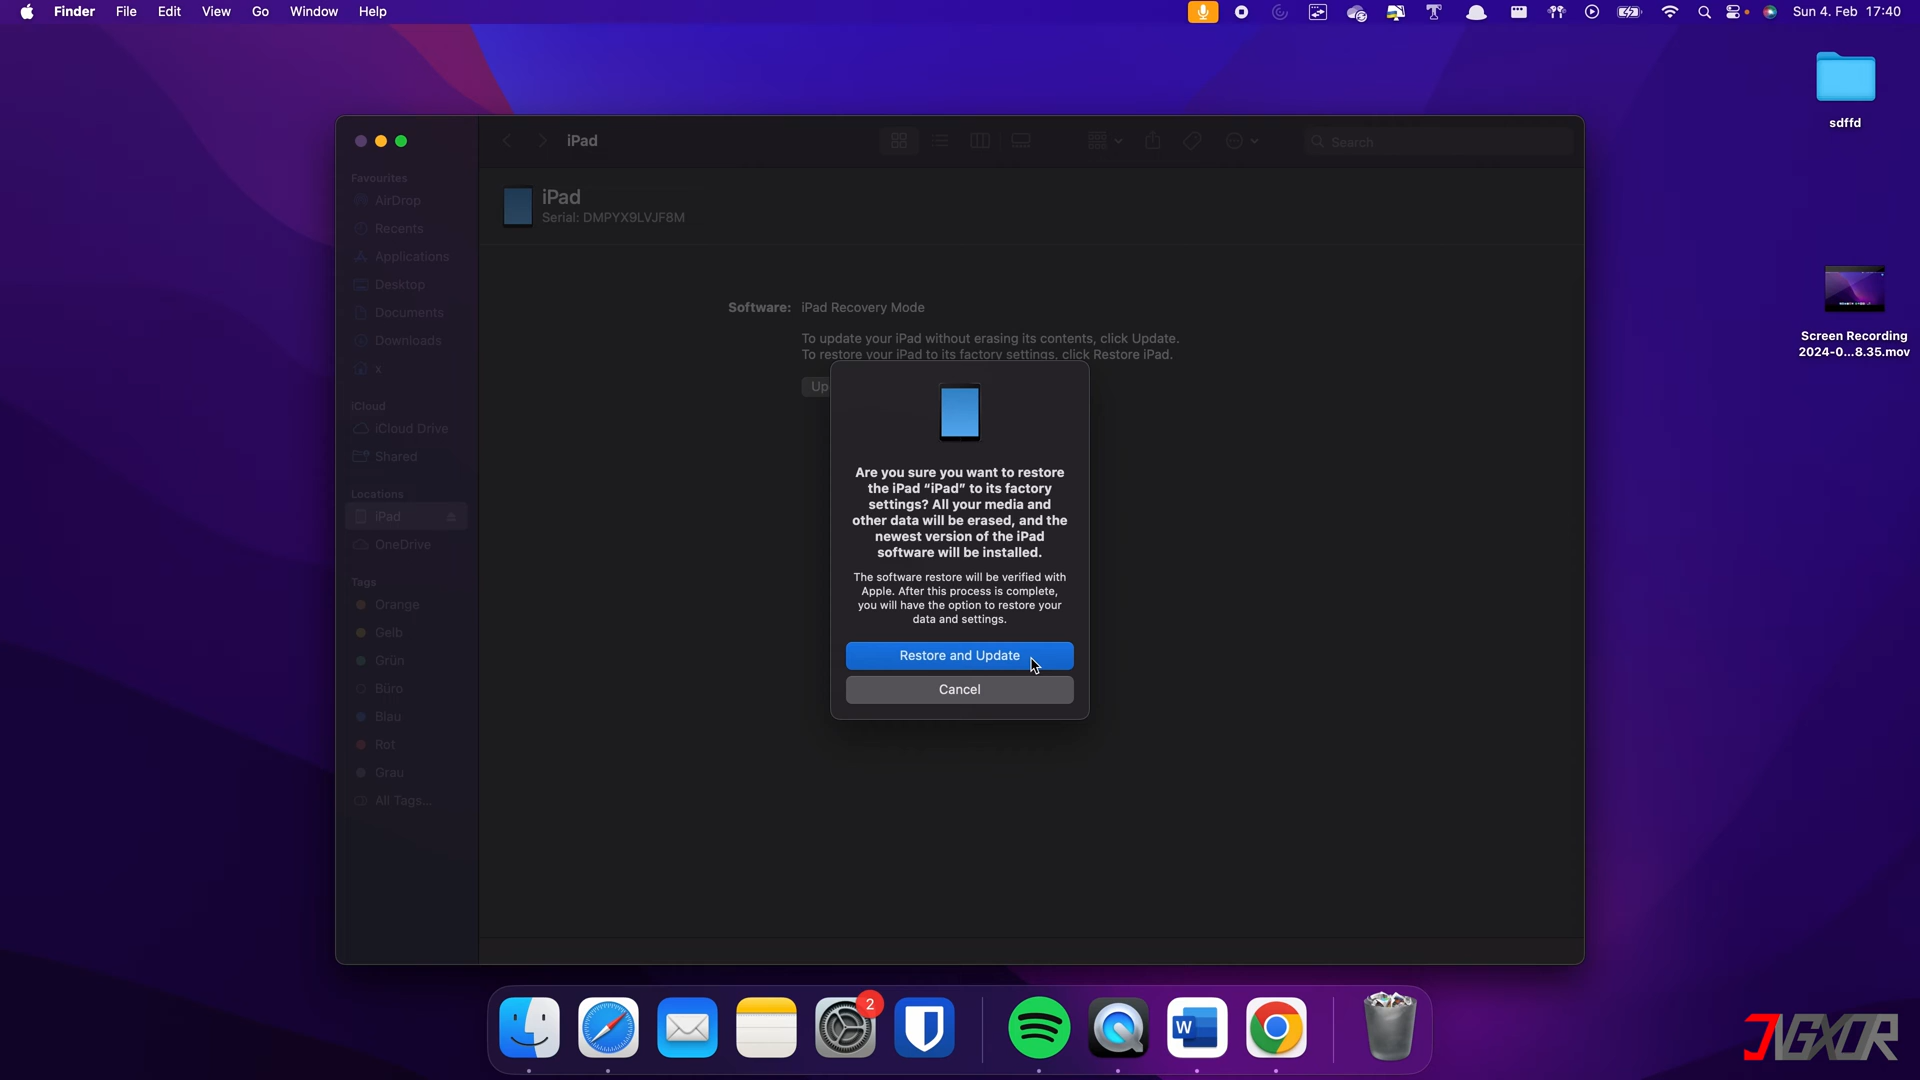 Finder File Edit View Go Window Help
Sun 4. Feb 17:40
sdffd
Screen Recording
2024-0...8.35.mov
iPad
Search
Favourites
AirDrop
Recents
Applications
Desktop
Documents
Downloads
x
iCloud
iCloud Drive
Shared
Locations
iPad
OneDrive
Tags
Orange
Gelb
Grün
Büro
Blau
Rot
Grau
All Tags...
iPad
Serial: DMPYX9LVJF8M
Software: iPad Recovery Mode
To update your iPad without erasing its contents, click Update.
To restore your iPad to its factory settings, click Restore iPad.
Up
Are you sure you want to restore
the iPad “iPad” to its factory
settings? All your media and
other data will be erased, and the
newest version of the iPad
software will be installed.
The software restore will be verified with
Apple. After this process is complete,
you will have the option to restore your
data and settings.
Restore and Update
Cancel
2
W
JVGXOR